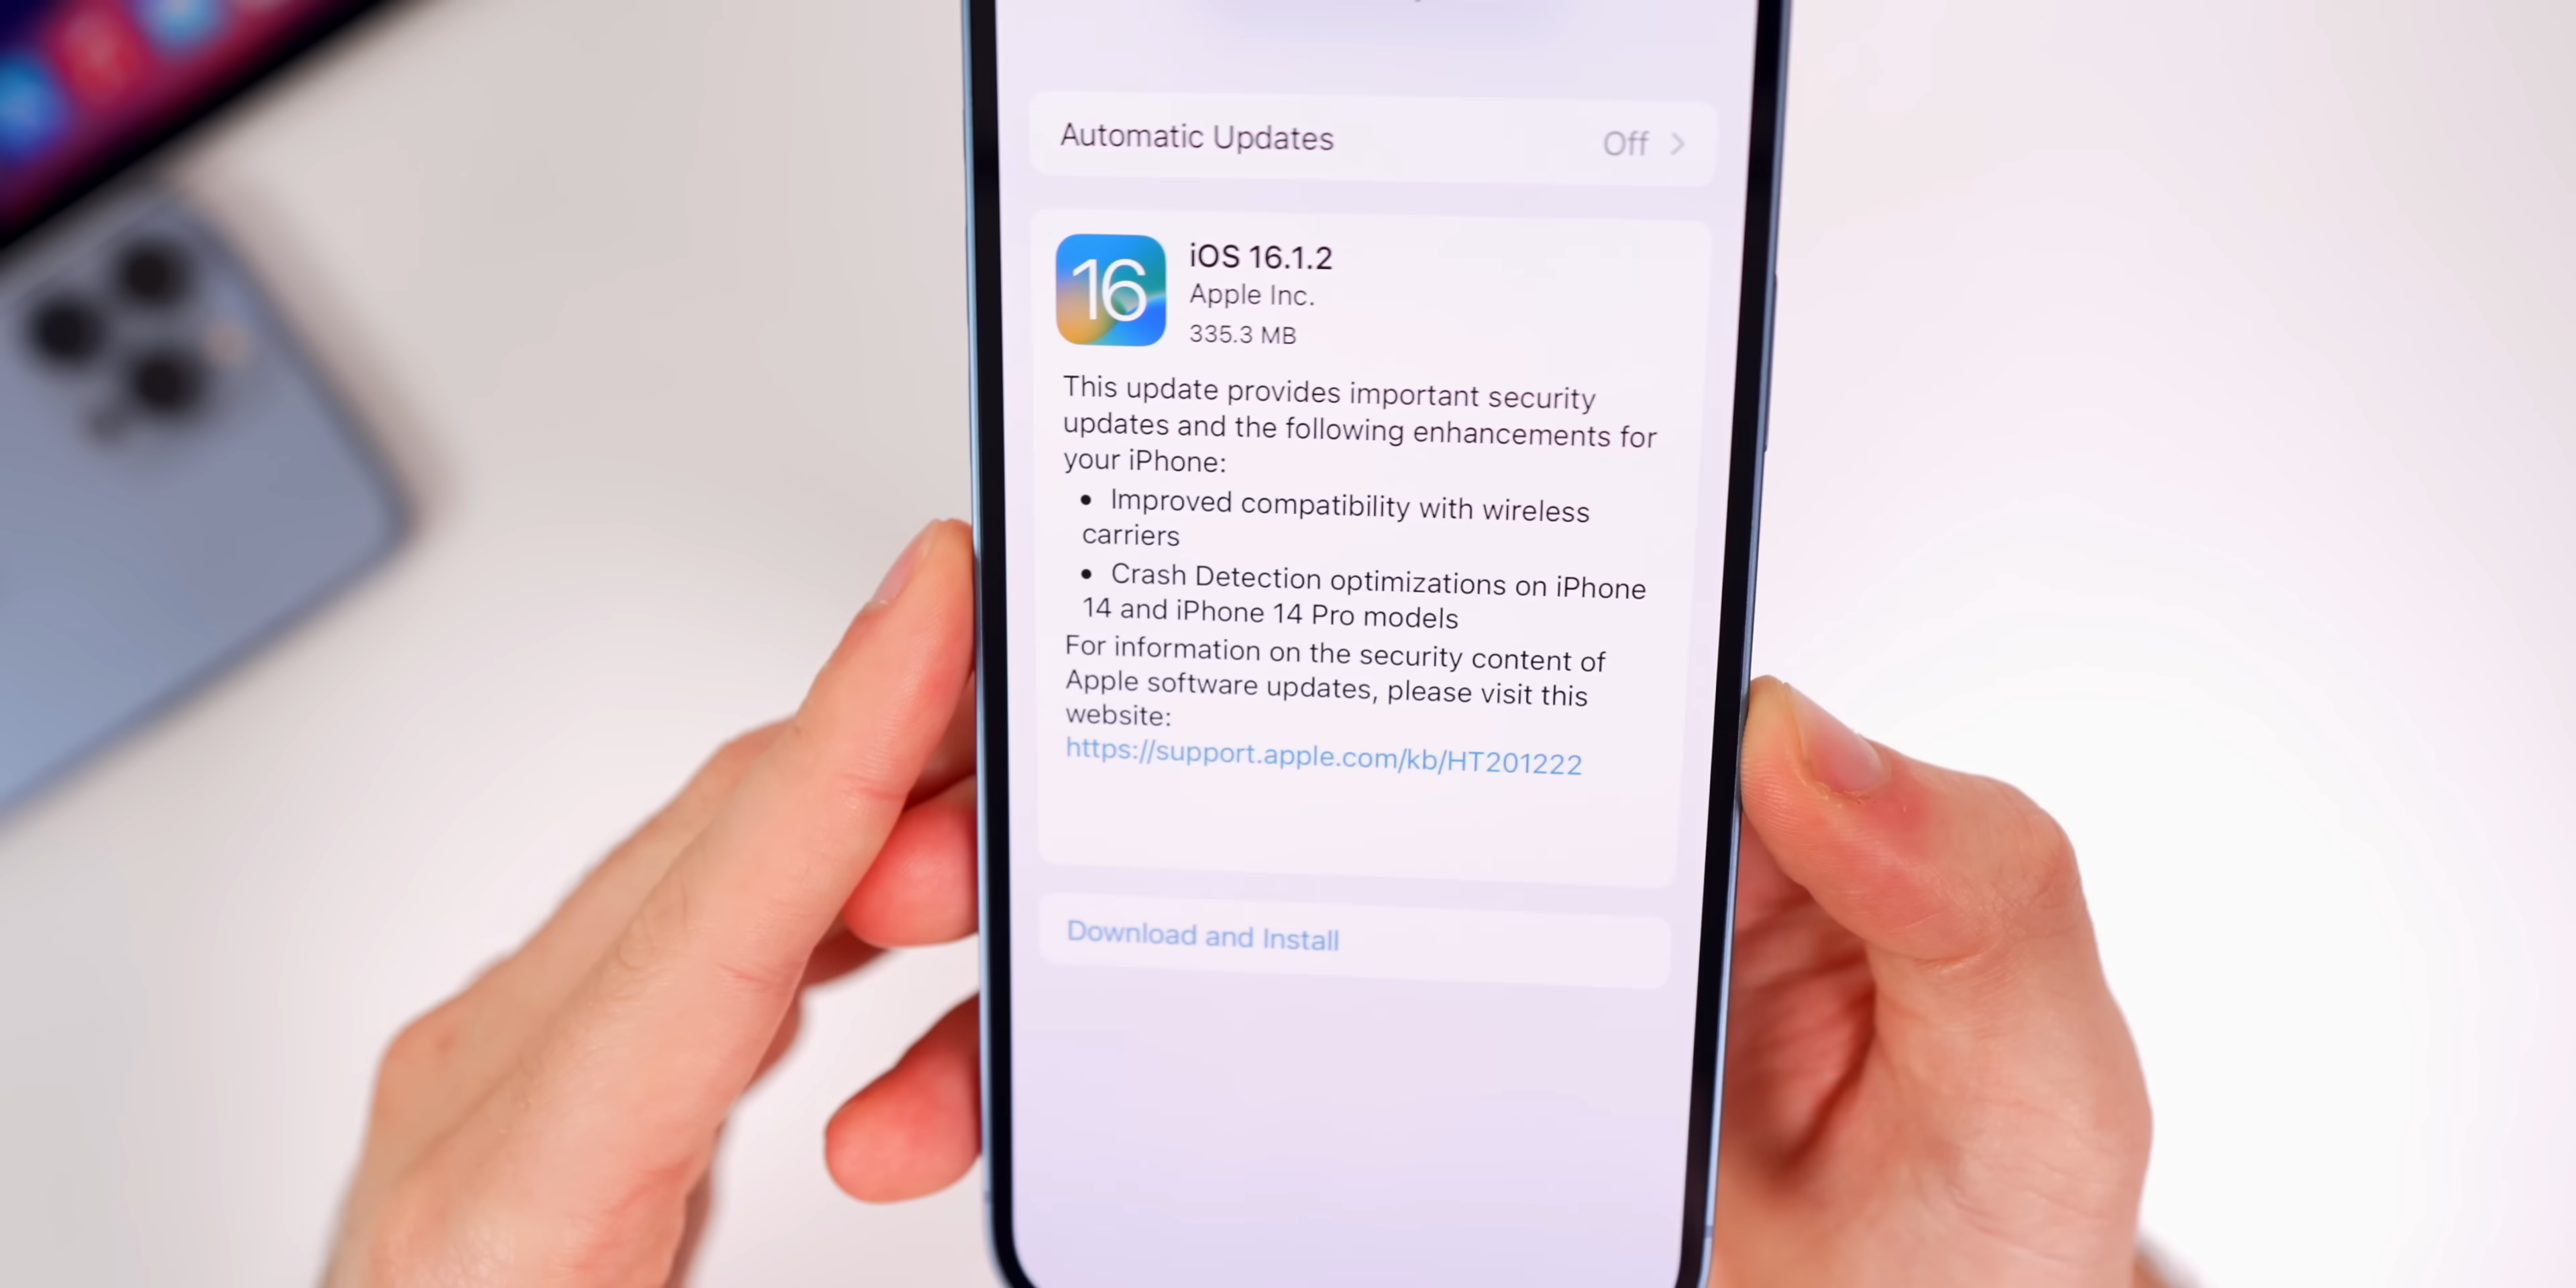 Automatic Updates Off
16
iOS 16.1.2
Apple Inc.
335.3 MB
This update provides important security
updates and the following enhancements for
your iPhone:
• Improved compatibility with wireless
carriers
• Crash Detection optimizations on iPhone
14 and iPhone 14 Pro models
For information on the security content of
Apple software updates, please visit this
website:
https://support.apple.com/kb/HT201222
Download and Install